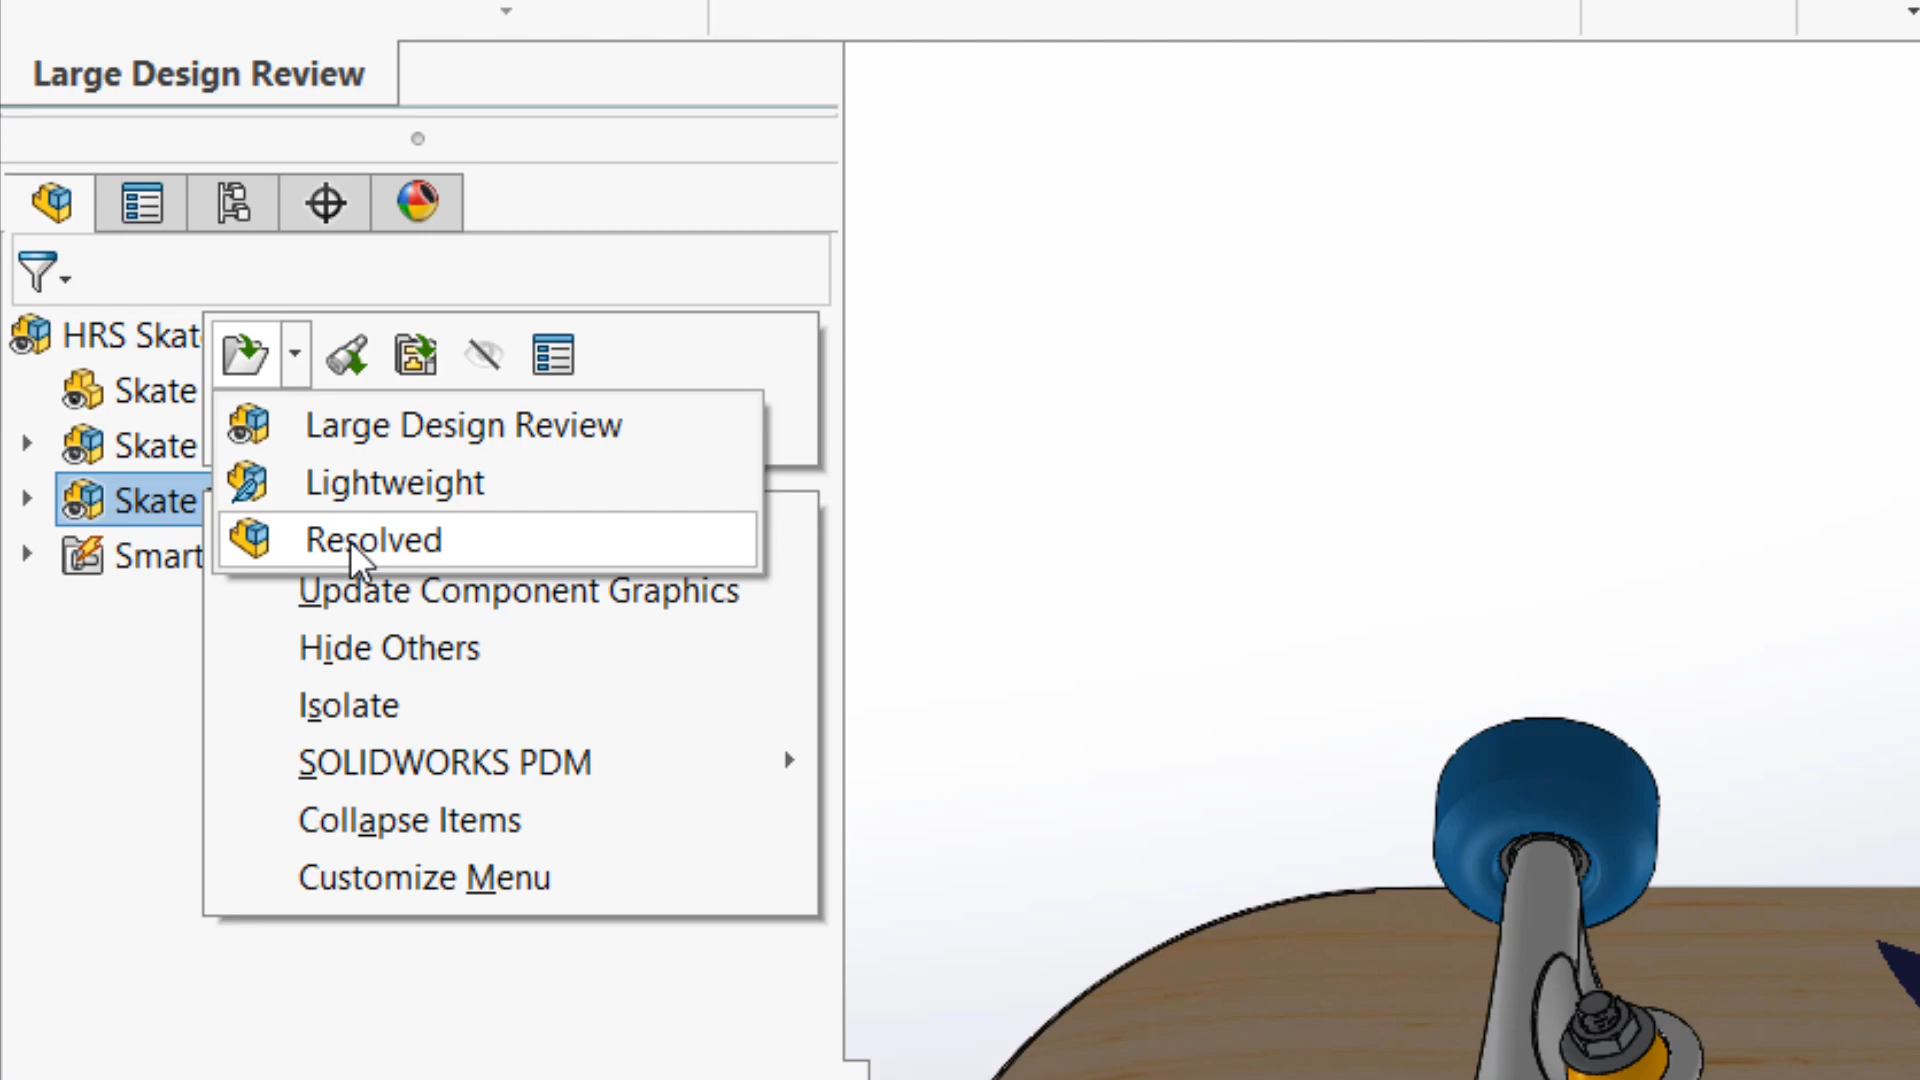 Large Design Review
HRS Skat
Skate
Large Design Review
Skate
Lightweight
Skate
Resolved
Smart
Update Component Graphics
Hide Others
Isolate
SOLIDWORKS PDM
Collapse Items
Customize Menu